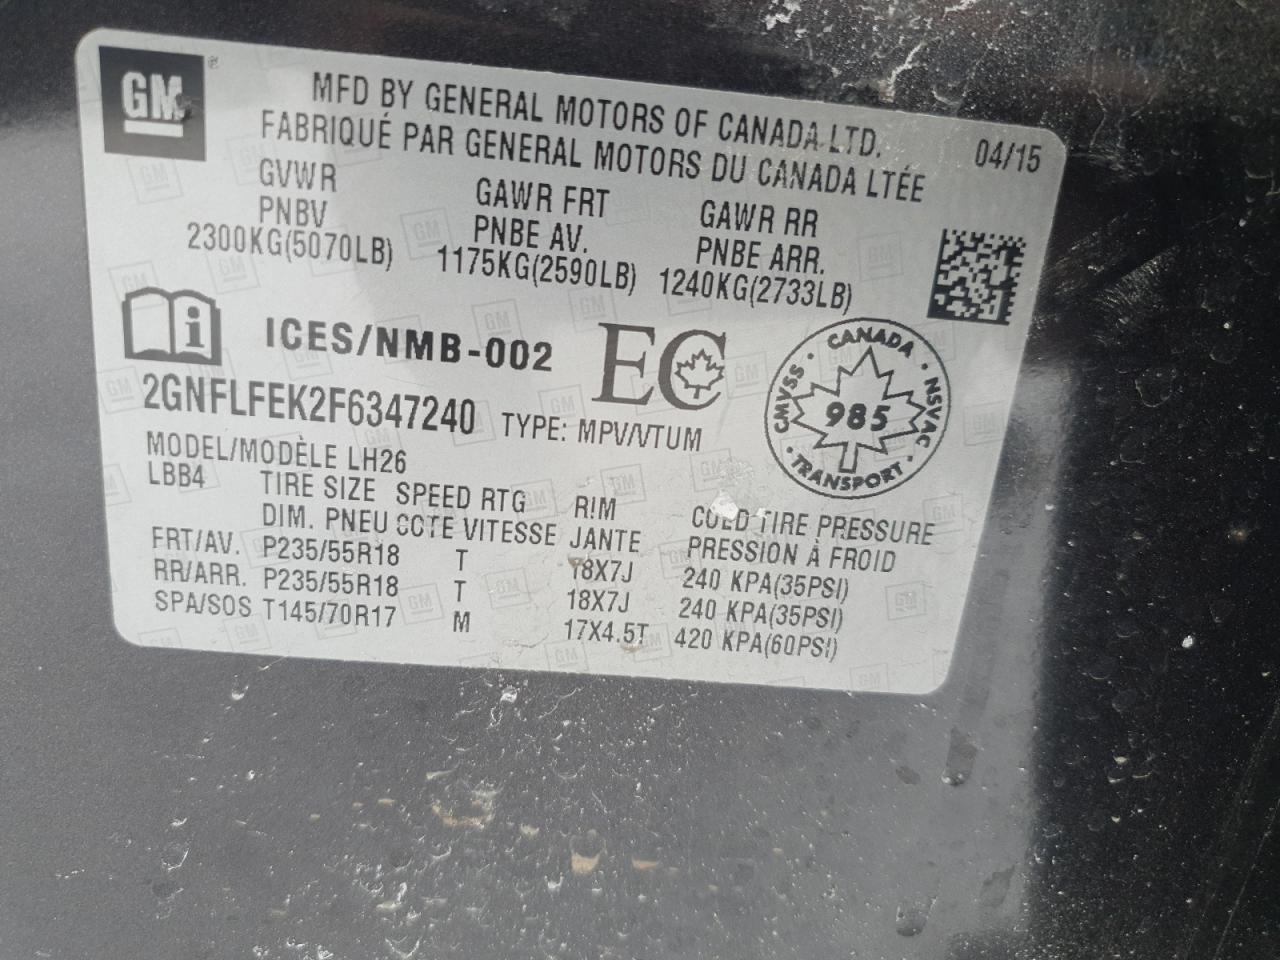 GM
MFD BY GENERAL MOTORS OF CANADA LTD.
04/15
FABRIQUÉ PAR GENERAL MOTORS DU CANADA LTÉE
GVWR GAWR FRT GAWR RR
PNBV PNBE AV. PNBE ARR.
2300KG(5070LB) 1175KG(2590LB) 1240KG(2733LB)
i ICES/NMB-002 EC
CANADA
CMVSS · 985 · NSVAC
· TRANSPORT ·
2GNFLFEK2F6347240 TYPE: MPV/VTUM
MODEL/MODÈLE LH26
LBB4 TIRE SIZE SPEED RTG RIM COLD TIRE PRESSURE
DIM. PNEU COTE VITESSE JANTE PRESSION À FROID
FRT/AV. P235/55R18 T 18X7J 240 KPA(35PSI)
RR/ARR. P235/55R18 T 18X7J 240 KPA(35PSI)
SPA/SOS T145/70R17 M 17X4.5T 420 KPA(60PSI)